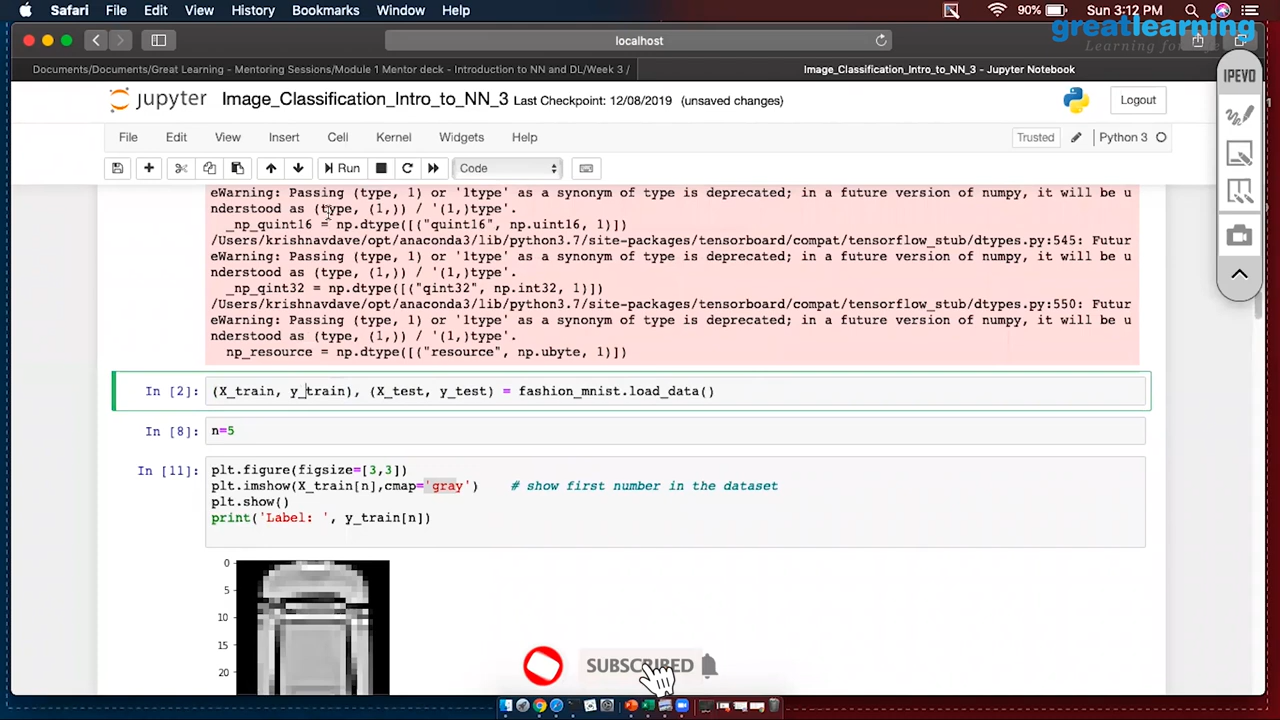 Safari File Edit View History Bookmarks Window Help 90% Sun 3:12 PM
greatlearning
Learning for
localhost
Documents/Documents/Great Learning - Mentoring Sessions/Module 1 Mentor deck - Introduction to NN and DL/Week 3 / Image_Classification_Intro_to_NN_3 - Jupyter Notebook
IPEVO
jupyter Image_Classification_Intro_to_NN_3 Last Checkpoint: 12/08/2019 (unsaved changes) Logout
File Edit View Insert Cell Kernel Widgets Help Trusted Python 3
Run Code
eWarning: Passing (type, 1) or '1type' as a synonym of type is deprecated; in a future version of numpy, it will be u
nderstood as (type, (1,)) / '(1,)type'.
_np_quint16 = np.dtype([("quint16", np.uint16, 1)])
/Users/krishnavdave/opt/anaconda3/lib/python3.7/site-packages/tensorboard/compat/tensorflow_stub/dtypes.py:545: Futur
eWarning: Passing (type, 1) or '1type' as a synonym of type is deprecated; in a future version of numpy, it will be u
nderstood as (type, (1,)) / '(1,)type'.
_np_qint32 = np.dtype([("qint32", np.int32, 1)])
/Users/krishnavdave/opt/anaconda3/lib/python3.7/site-packages/tensorboard/compat/tensorflow_stub/dtypes.py:550: Futur
eWarning: Passing (type, 1) or '1type' as a synonym of type is deprecated; in a future version of numpy, it will be u
nderstood as (type, (1,)) / '(1,)type'.
np_resource = np.dtype([("resource", np.ubyte, 1)])
In [2]: (X_train, y_train), (X_test, y_test) = fashion_mnist.load_data()
In [8]: n=5
In [11]: plt.figure(figsize=[3,3])
plt.imshow(X_train[n],cmap='gray') # show first number in the dataset
plt.show()
print('Label: ', y_train[n])
0
5
10
15
20
SUBSCRIBED